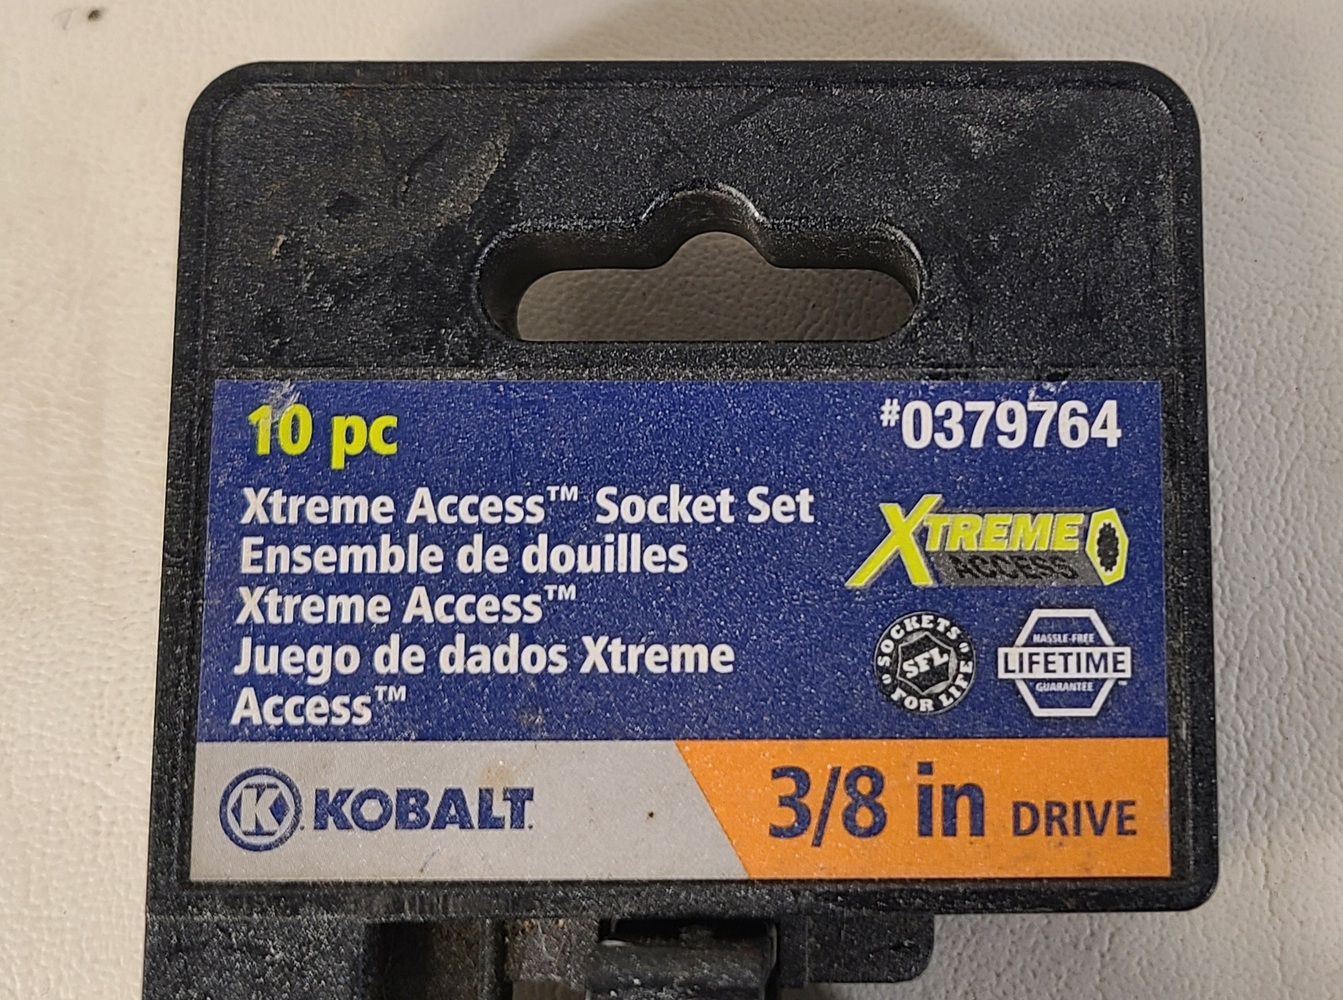 10 pc
#0379764
Xtreme Access™ Socket Set
Ensemble de douilles
Xtreme Access™
Juego de dados Xtreme
Access™
XTREME
ACCESS
SOCKETS
SFL
FOR LIFE
HASSLE-FREE
LIFETIME
GUARANTEE
K KOBALT
3/8 in DRIVE